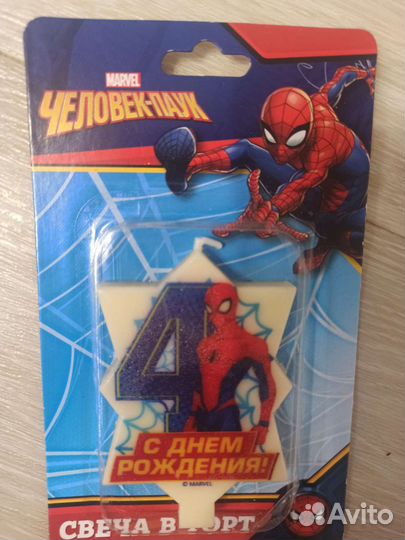 MARVEL
ЧЕЛОВЕК-ПАУК
4
С ДНЕМ
РОЖДЕНИЯ!
© MARVEL
СВЕЧА В ТОРТ
Avito